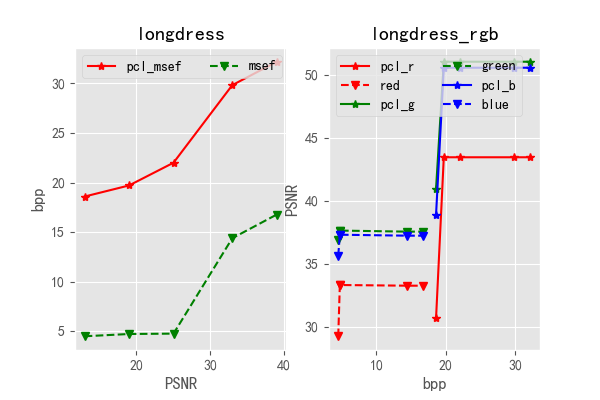 longdress
pcl_msef
msef
30
25
20
15
10
5
bpp
20
30
40
PSNR
longdress_rgb
pcl_r
red
pcl_g
green
pcl_b
blue
50
45
40
35
30
PSNR
10
20
30
bpp